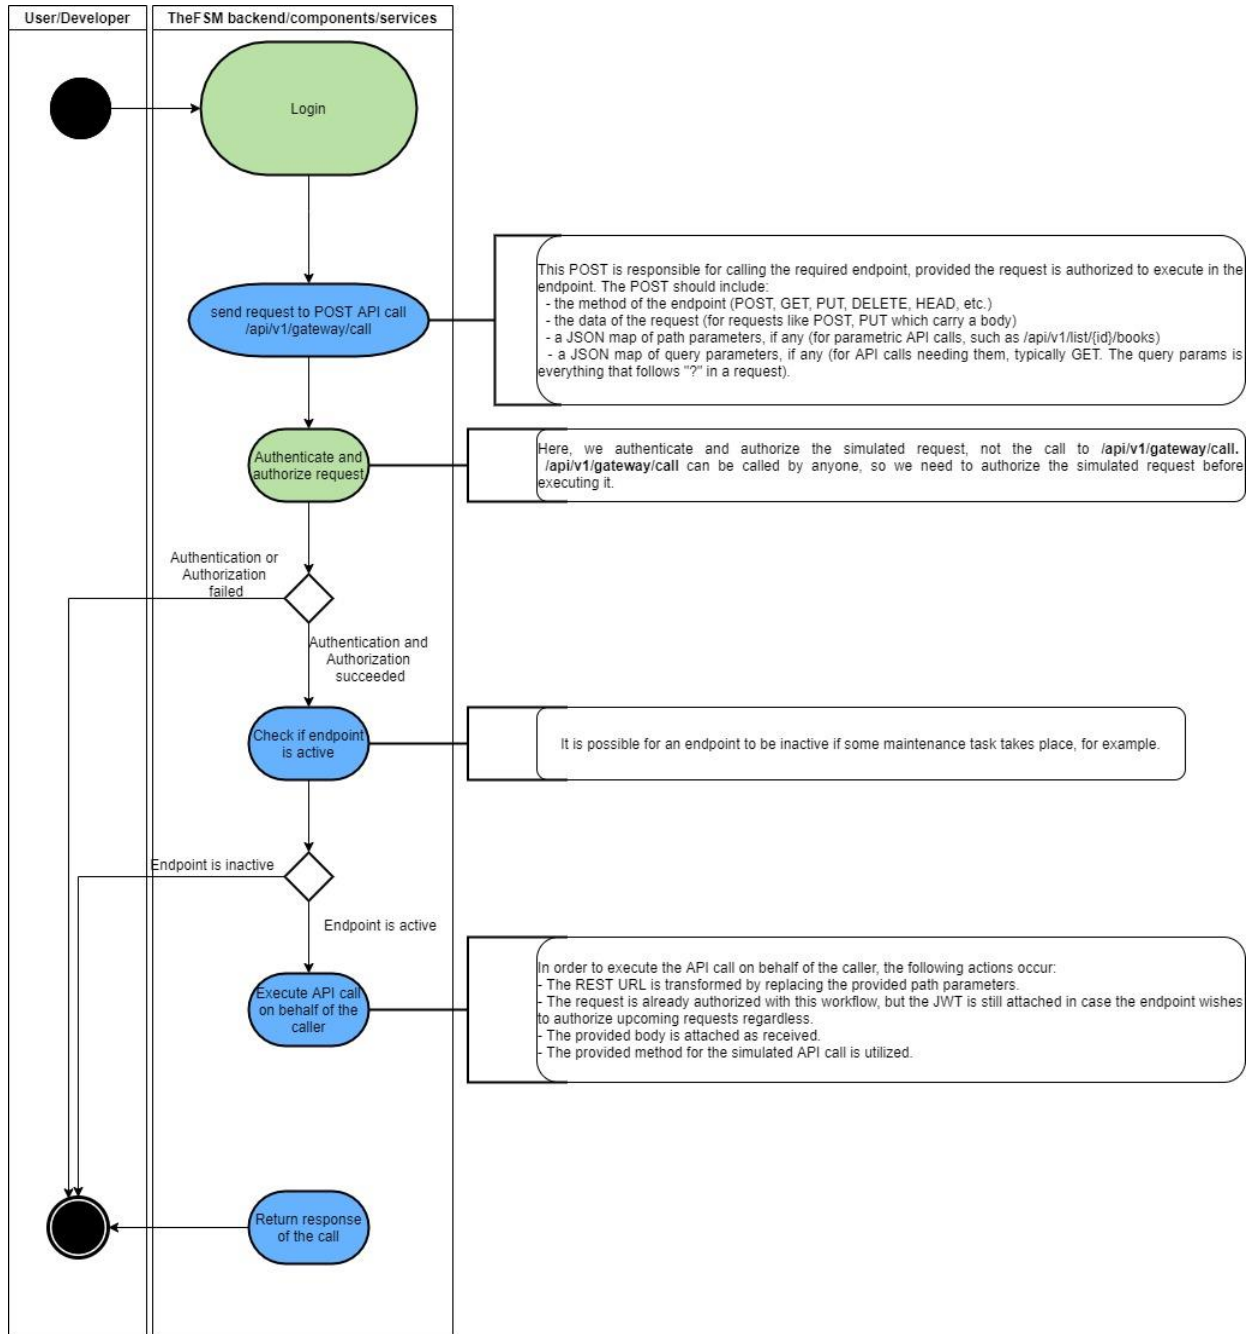 User/Developer
TheFSM backend/components/services
Login
send request to POST API call
/api/v1/gateway/call
This POST is responsible for calling the required endpoint, provided the request is authorized to execute in the
endpoint. The POST should include:
- the method of the endpoint (POST, GET, PUT, DELETE, HEAD, etc.)
- the data of the request (for requests like POST, PUT which carry a body)
- a JSON map of path parameters, if any (for parametric API calls, such as /api/v1/list/{id}/books)
- a JSON map of query parameters, if any (for API calls needing them, typically GET. The query params is
everything that follows "?" in a request).
Authenticate and
authorize request
Here, we authenticate and authorize the simulated request, not the call to /api/v1/gateway/call.
/api/v1/gateway/call can be called by anyone, so we need to authorize the simulated request before
executing it.
Authentication or
Authorization
failed
Authentication and
Authorization
succeeded
Check if endpoint
is active
It is possible for an endpoint to be inactive if some maintenance task takes place, for example.
Endpoint is inactive
Endpoint is active
Execute API call
on behalf of the
caller
In order to execute the API call on behalf of the caller, the following actions occur:
- The REST URL is transformed by replacing the provided path parameters.
- The request is already authorized with this workflow, but the JWT is still attached in case the endpoint wishes
to authorize upcoming requests regardless.
- The provided body is attached as received.
- The provided method for the simulated API call is utilized.
Return response
of the call